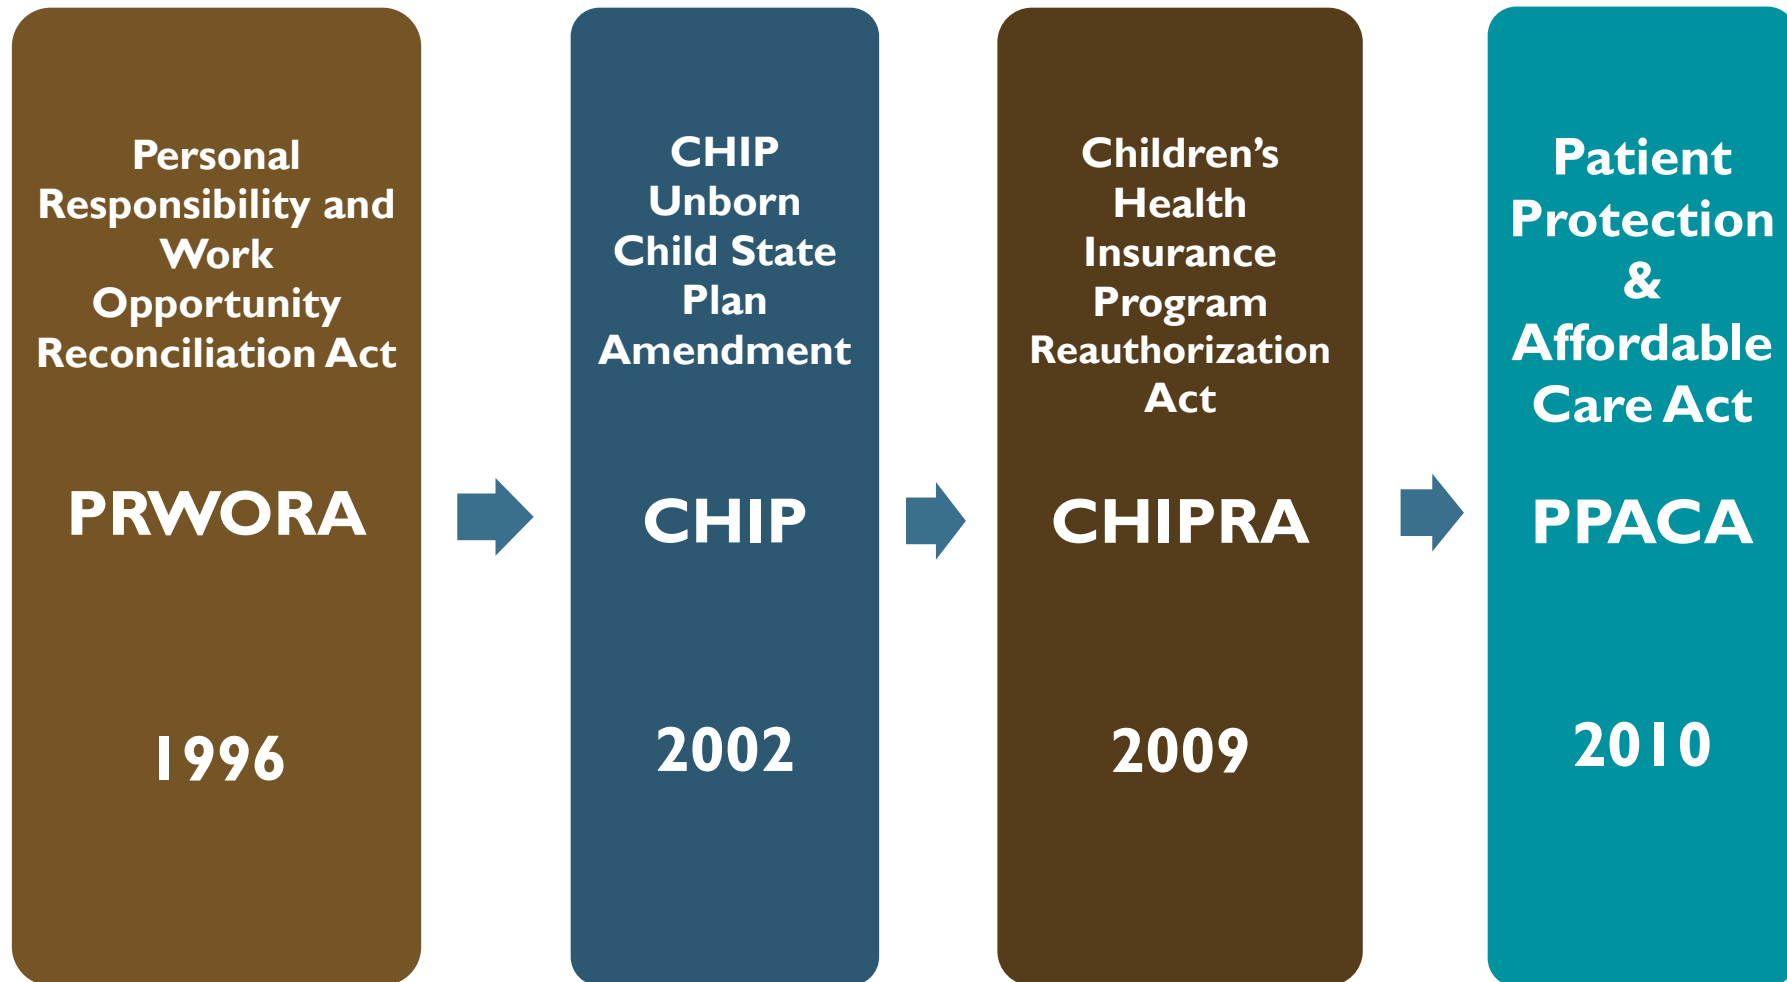 Personal
Responsibility and
Work
Opportunity
Reconciliation Act
PRWORA
1996
CHIP
Unborn
Child State
Plan
Amendment
CHIP
2002
Children’s
Health
Insurance
Program
Reauthorization
Act
CHIPRA
2009
Patient
Protection
&
Affordable
Care Act
PPACA
2010